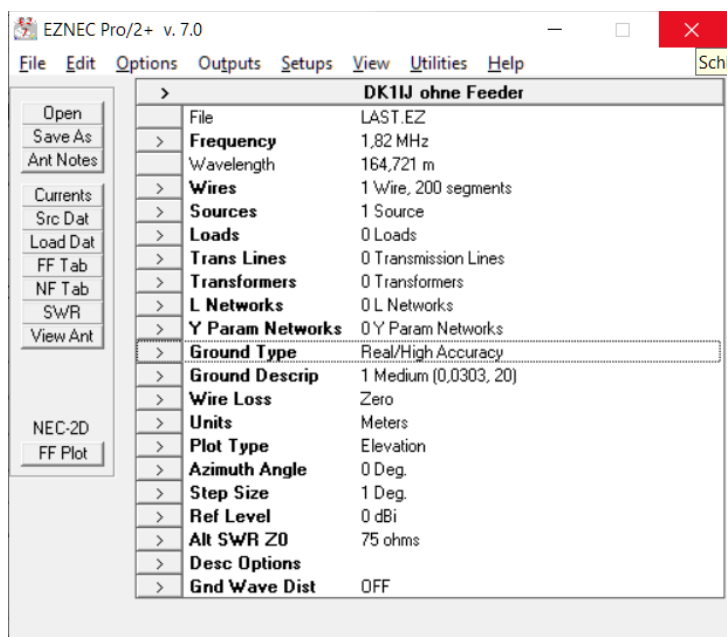 EZNEC Pro/2+ v. 7.0
File Edit Options Outputs Setups View Utilities Help
Schl
Open
Save As
Ant Notes
Currents
Src Dat
Load Dat
FF Tab
NF Tab
SWR
View Ant
NEC-2D
FF Plot
> DK1IJ ohne Feeder
File LAST.EZ
> Frequency 1,82 MHz
Wavelength 164,721 m
> Wires 1 Wire, 200 segments
> Sources 1 Source
> Loads 0 Loads
> Trans Lines 0 Transmission Lines
> Transformers 0 Transformers
> L Networks 0 L Networks
> Y Param Networks 0 Y Param Networks
> Ground Type Real/High Accuracy
> Ground Descrip 1 Medium (0,0303, 20)
> Wire Loss Zero
> Units Meters
> Plot Type Elevation
> Azimuth Angle 0 Deg.
> Step Size 1 Deg.
> Ref Level 0 dBi
> Alt SWR Z0 75 ohms
> Desc Options
> Gnd Wave Dist OFF